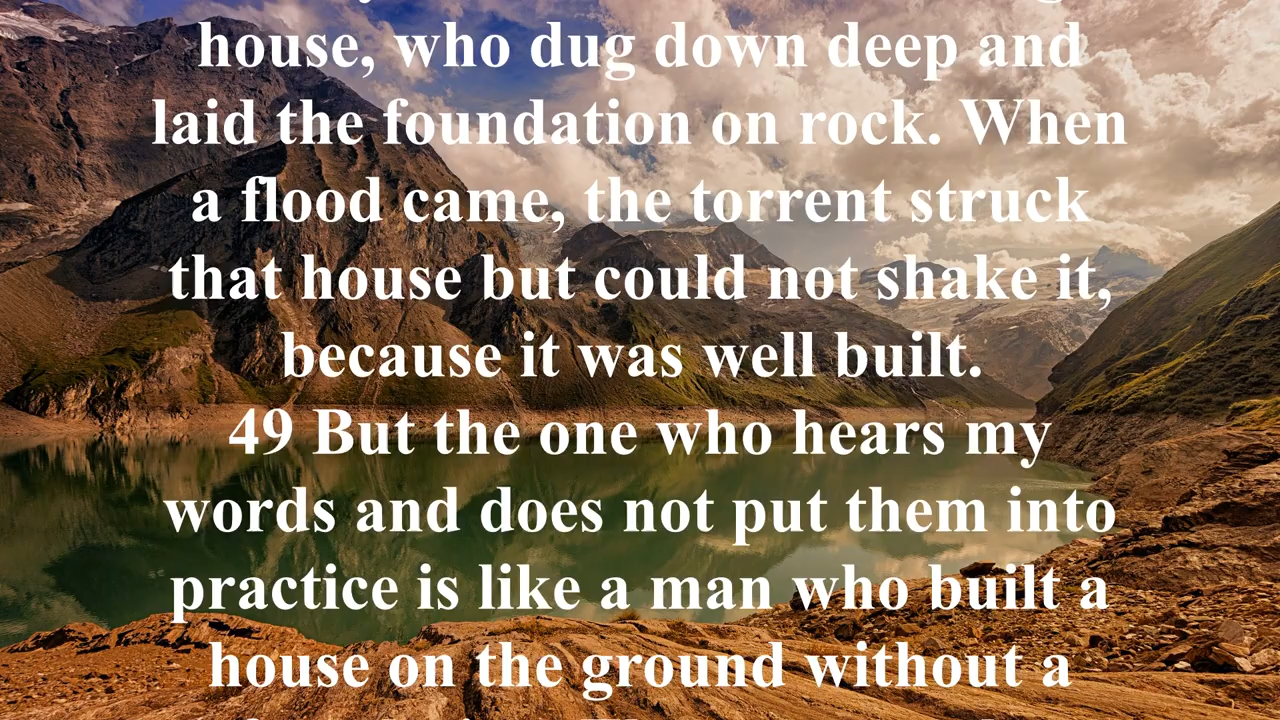 house, who dug down deep and
laid the foundation on rock. When
a flood came, the torrent struck
that house but could not shake it,
because it was well built.
49 But the one who hears my
words and does not put them into
practice is like a man who built a
house on the ground without a